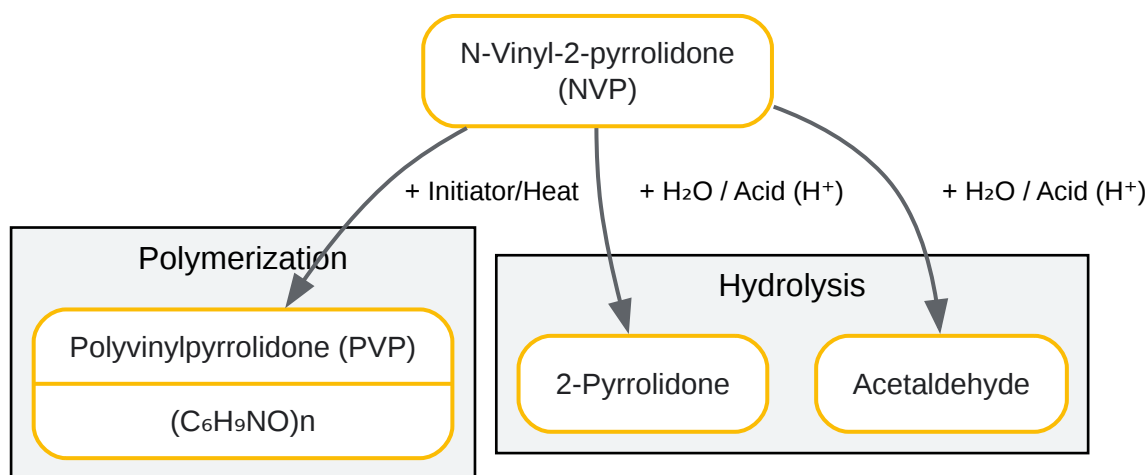 N-Vinyl-2-pyrrolidone
(NVP)
+ Initiator/Heat
+ H₂O / Acid (H⁺)
+ H₂O / Acid (H⁺)
Polymerization
Polyvinylpyrrolidone (PVP)
(C₆H₉NO)n
Hydrolysis
2-Pyrrolidone
Acetaldehyde